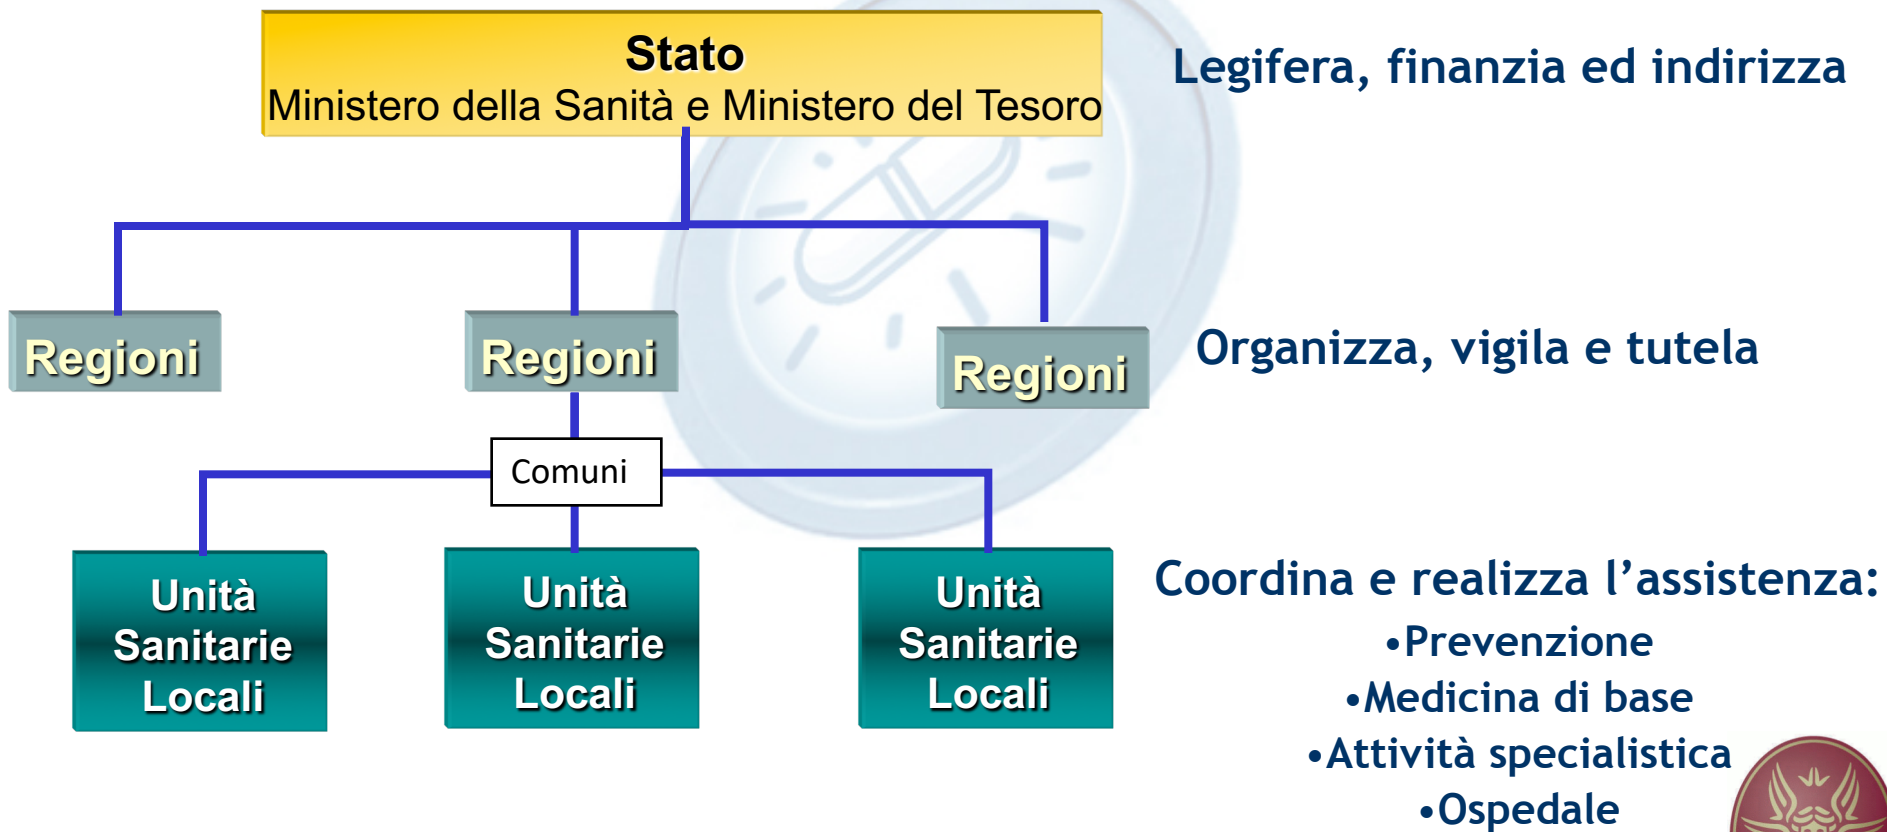 Stato
Ministero della Sanità e Ministero del Tesoro
Legifera, finanzia ed indirizza
Regioni
Regioni
Regioni
Organizza, vigila e tutela
Comuni
Unità
Sanitarie
Locali
Unità
Sanitarie
Locali
Unità
Sanitarie
Locali
Coordina e realizza l’assistenza:
•Prevenzione
•Medicina di base
•Attività specialistica
•Ospedale